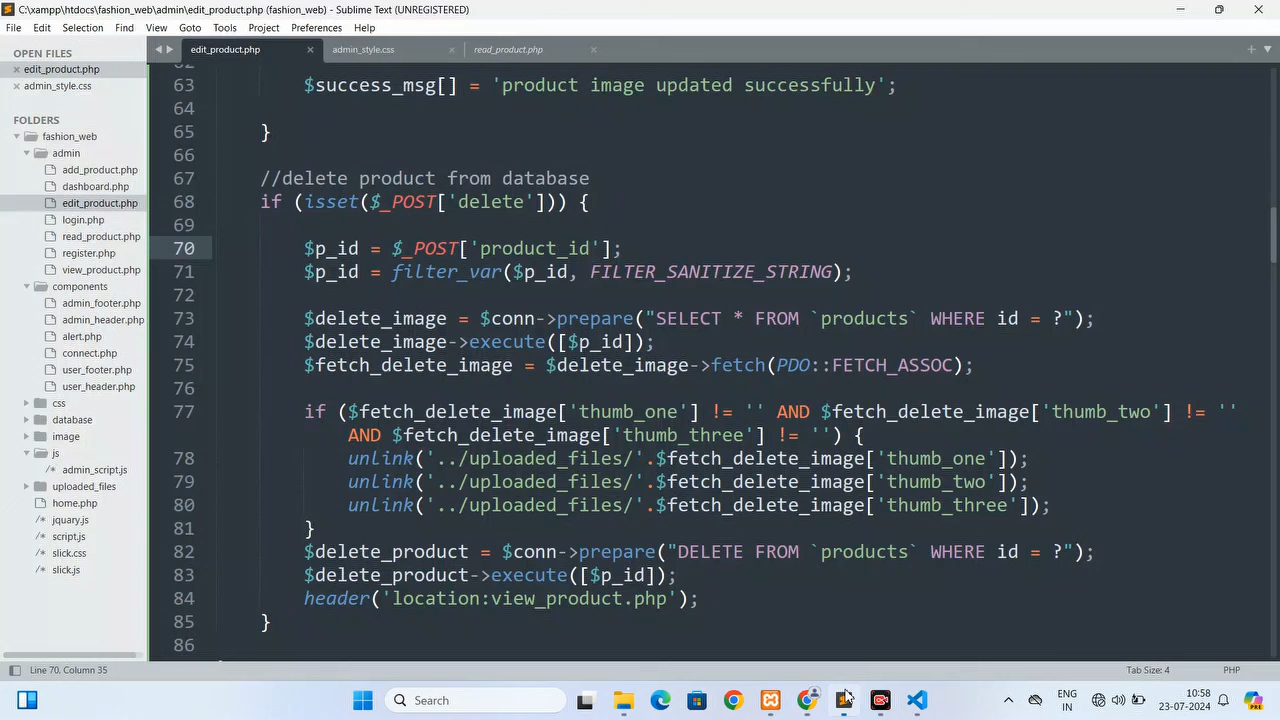 C:\xampp\htdocs\fashion_web\admin\edit_product.php (fashion_web) - Sublime Text (UNREGISTERED)
File Edit Selection Find View Goto Tools Project Preferences Help
OPEN FILES
edit_product.php
admin_style.css
FOLDERS
fashion_web
admin
add_product.php
dashboard.php
edit_product.php
login.php
read_product.php
register.php
view_product.php
components
admin_footer.php
admin_header.php
alert.php
connect.php
user_footer.php
user_header.php
css
database
image
js
admin_script.js
uploaded_files
home.php
jquary.js
script.js
slick.css
slick.js
edit_product.php admin_style.css read_product.php
63 $success_msg[] = 'product image updated successfully';
64
65 }
66
67 //delete product from database
68 if (isset($_POST['delete'])) {
69
70 $p_id = $_POST['product_id'];
71 $p_id = filter_var($p_id, FILTER_SANITIZE_STRING);
72
73 $delete_image = $conn->prepare("SELECT * FROM `products` WHERE id = ?");
74 $delete_image->execute([$p_id]);
75 $fetch_delete_image = $delete_image->fetch(PDO::FETCH_ASSOC);
76
77 if ($fetch_delete_image['thumb_one'] != '' AND $fetch_delete_image['thumb_two'] != ''
AND $fetch_delete_image['thumb_three'] != '') {
78 unlink('../uploaded_files/'.$fetch_delete_image['thumb_one']);
79 unlink('../uploaded_files/'.$fetch_delete_image['thumb_two']);
80 unlink('../uploaded_files/'.$fetch_delete_image['thumb_three']);
81 }
82 $delete_product = $conn->prepare("DELETE FROM `products` WHERE id = ?");
83 $delete_product->execute([$p_id]);
84 header('location:view_product.php');
85 }
86
Line 70, Column 35
Tab Size: 4 PHP
Search
ENG
IN
10:58
23-07-2024